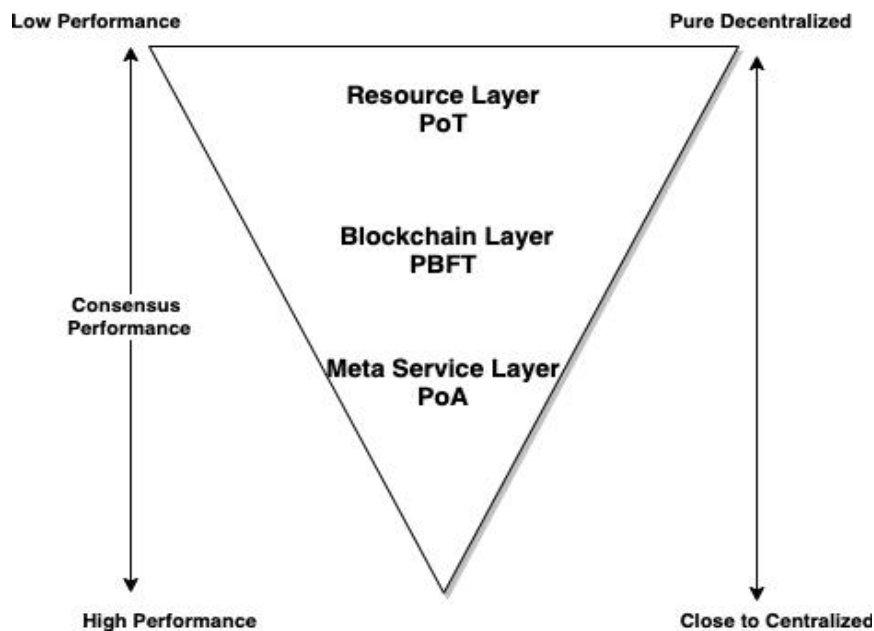 Low Performance
Pure Decentralized
Resource Layer
PoT
Blockchain Layer
PBFT
Consensus
Performance
Meta Service Layer
PoA
High Performance
Close to Centralized